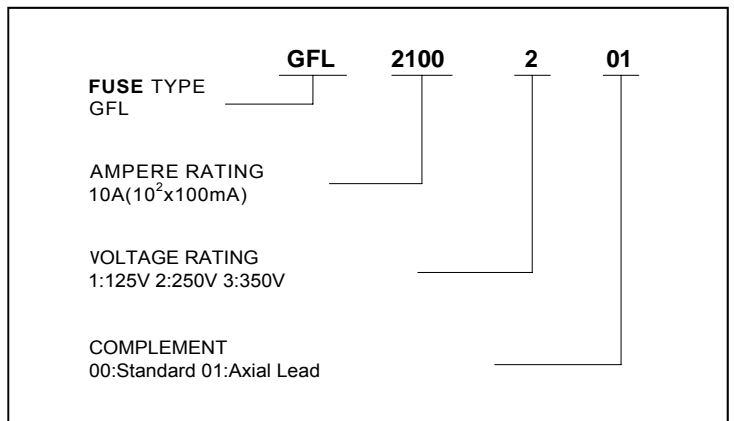 GFL 2100 2 01
FUSE TYPE
GFL
AMPERE RATING
10A(10²x100mA)
VOLTAGE RATING
1:125V 2:250V 3:350V
COMPLEMENT
00:Standard 01:Axial Lead